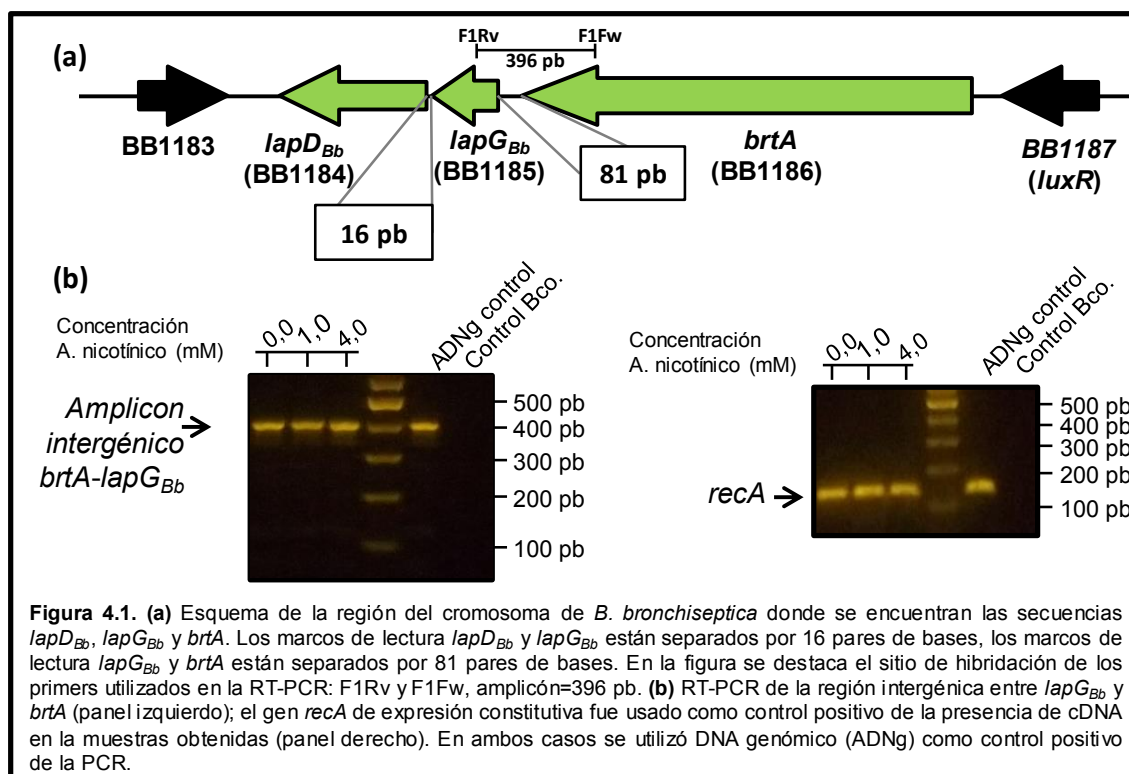 (a)
F1Rv F1Fw
396 pb
BB1183
lapD_Bb
(BB1184)
lapG_Bb
(BB1185)
brtA
(BB1186)
BB1187
(luxR)
16 pb
81 pb
(b)
Concentración
A. nicotínico (mM)
0,0 1,0 4,0
ADNg control
Control Bco.
Amplicon
intergénico
brtA-lapG_Bb
500 pb
400 pb
300 pb
200 pb
100 pb
Concentración
A. nicotínico (mM)
0,0 1,0 4,0
ADNg control
Control Bco.
recA
500 pb
400 pb
300 pb
200 pb
100 pb
Figura 4.1. (a) Esquema de la región del cromosoma de B. bronchiseptica donde se encuentran las secuencias
lapD_Bb, lapG_Bb y brtA. Los marcos de lectura lapD_Bb y lapG_Bb están separados por 16 pares de bases, los marcos de
lectura lapG_Bb y brtA están separados por 81 pares de bases. En la figura se destaca el sitio de hibridación de los
primers utilizados en la RT-PCR: F1Rv y F1Fw, amplicón=396 pb. (b) RT-PCR de la región intergénica entre lapG_Bb y
brtA (panel izquierdo); el gen recA de expresión constitutiva fue usado como control positivo de la presencia de cDNA
en la muestras obtenidas (panel derecho). En ambos casos se utilizó DNA genómico (ADNg) como control positivo
de la PCR.